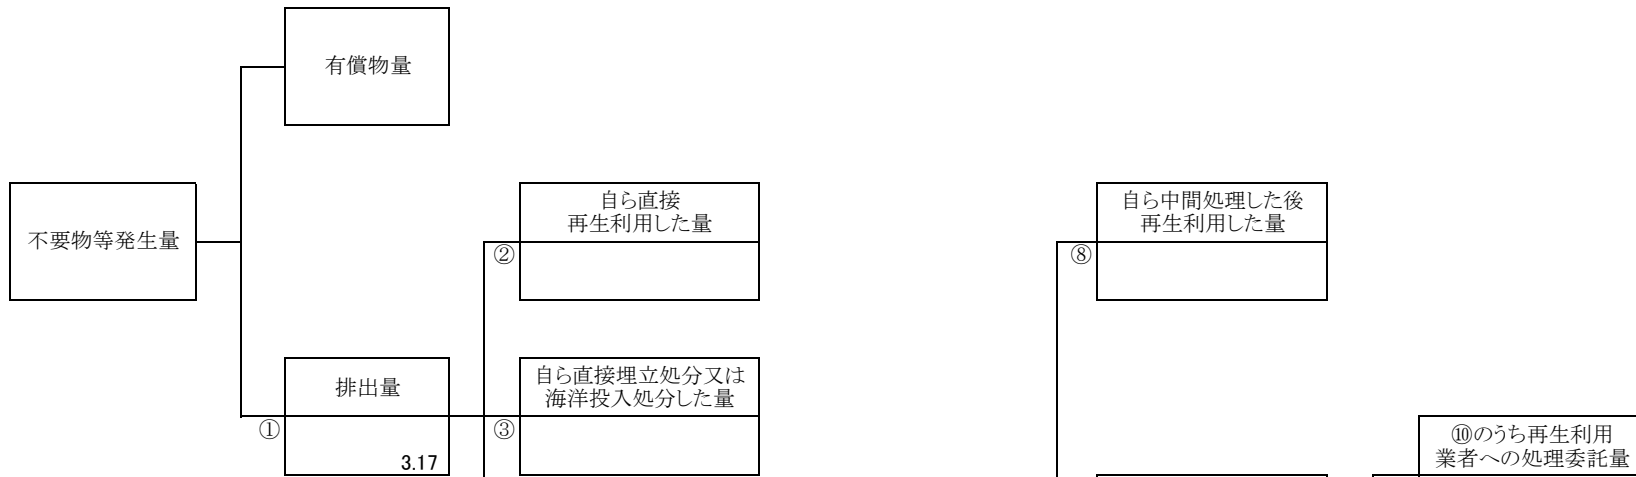 有償物量
不要物等発生量
自ら直接
再生利用した量
②
自ら中間処理した後
再生利用した量
⑧
排出量
①
3.17
自ら直接埋立処分又は
海洋投入処分した量
③
⑩のうち再生利用
業者への処理委託量